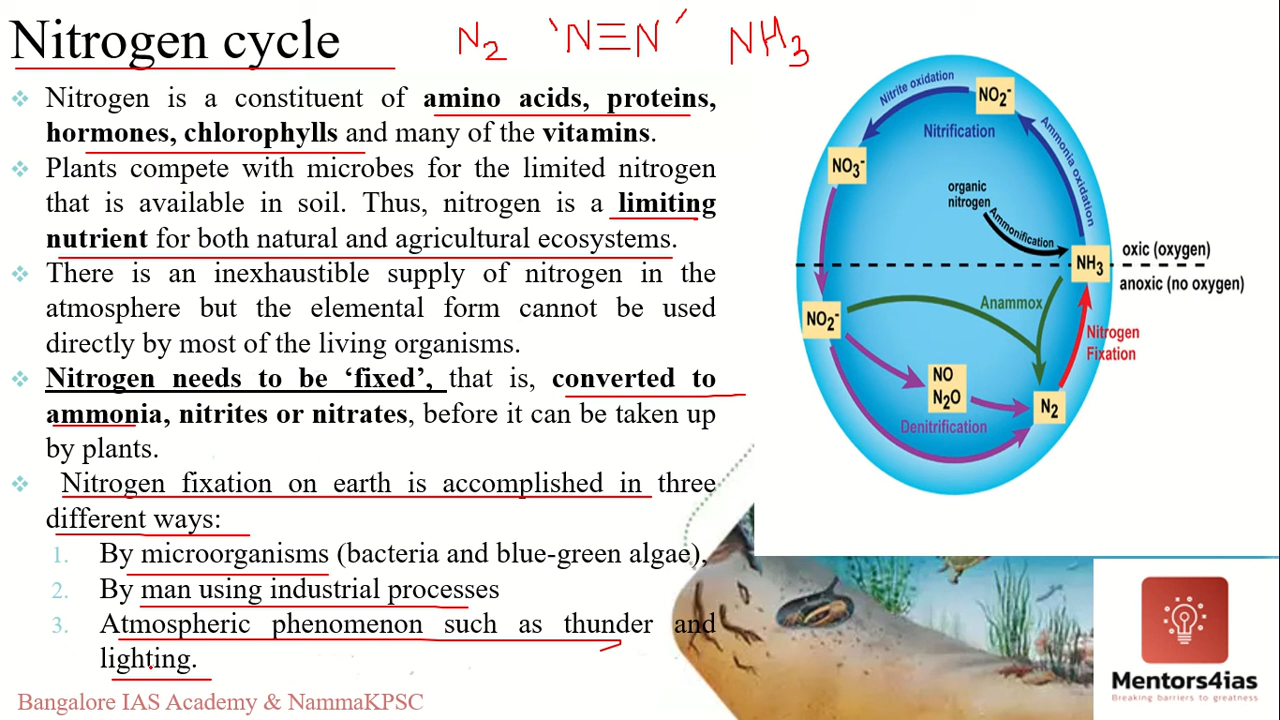 Nitrogen cycle
N2 N≡N NH3
❖ Nitrogen is a constituent of amino acids, proteins,
hormones, chlorophylls and many of the vitamins.
❖ Plants compete with microbes for the limited nitrogen
that is available in soil. Thus, nitrogen is a limiting
nutrient for both natural and agricultural ecosystems.
❖ There is an inexhaustible supply of nitrogen in the
atmosphere but the elemental form cannot be used
directly by most of the living organisms.
❖ Nitrogen needs to be ‘fixed’, that is, converted to
ammonia, nitrites or nitrates, before it can be taken up
by plants.
❖ Nitrogen fixation on earth is accomplished in three
different ways:
1. By microorganisms (bacteria and blue-green algae),
2. By man using industrial processes
3. Atmospheric phenomenon such as thunder and
lighting.
Bangalore IAS Academy & NammaKPSC
Nitrite oxidation
NO2-
Nitrification
Ammonia oxidation
NO3-
organic
nitrogen
Ammonification
NH3
oxic (oxygen)
anoxic (no oxygen)
NO2-
Anammox
Nitrogen
Fixation
NO
N2O
N2
Denitrification
Mentors4ias
Breaking barriers to greatness